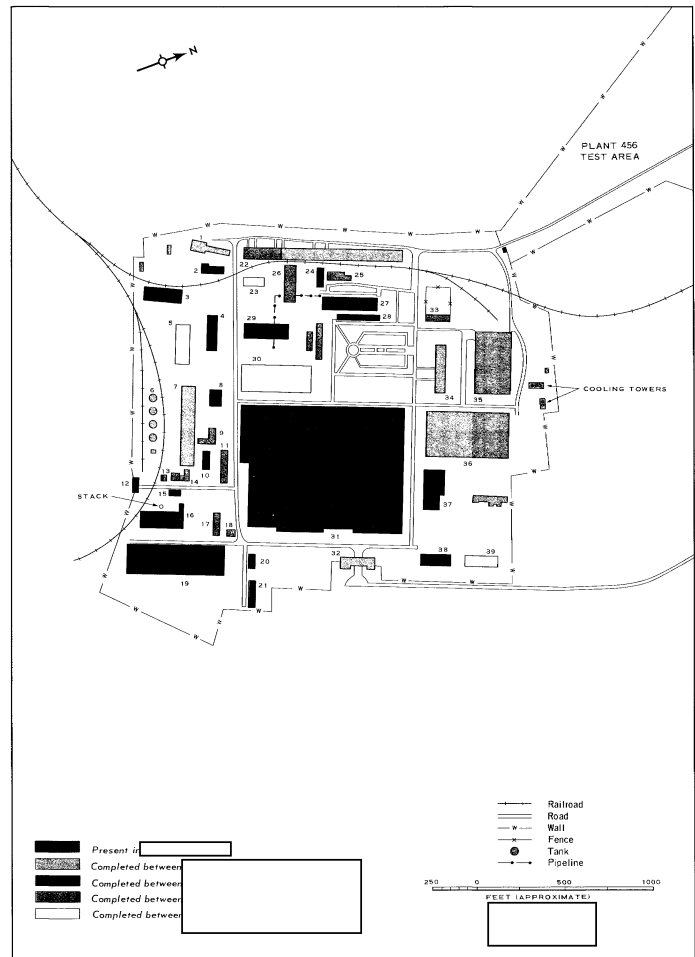 N
PLANT 456
TEST AREA
1
2
22
26
24
25
23
3
27
28
33
4
5
29
30
34
35
COOLING TOWERS
6
7
8
9
11
36
10
13
14
12
37
STACK
15
16
17
18
31
32
20
38
39
19
21
Railroad
Road
W Wall
Fence
Tank
Pipeline
Present in
Completed between
Completed between
Completed between
Completed between
250 0 500 1000
FEET (APPROXIMATE)